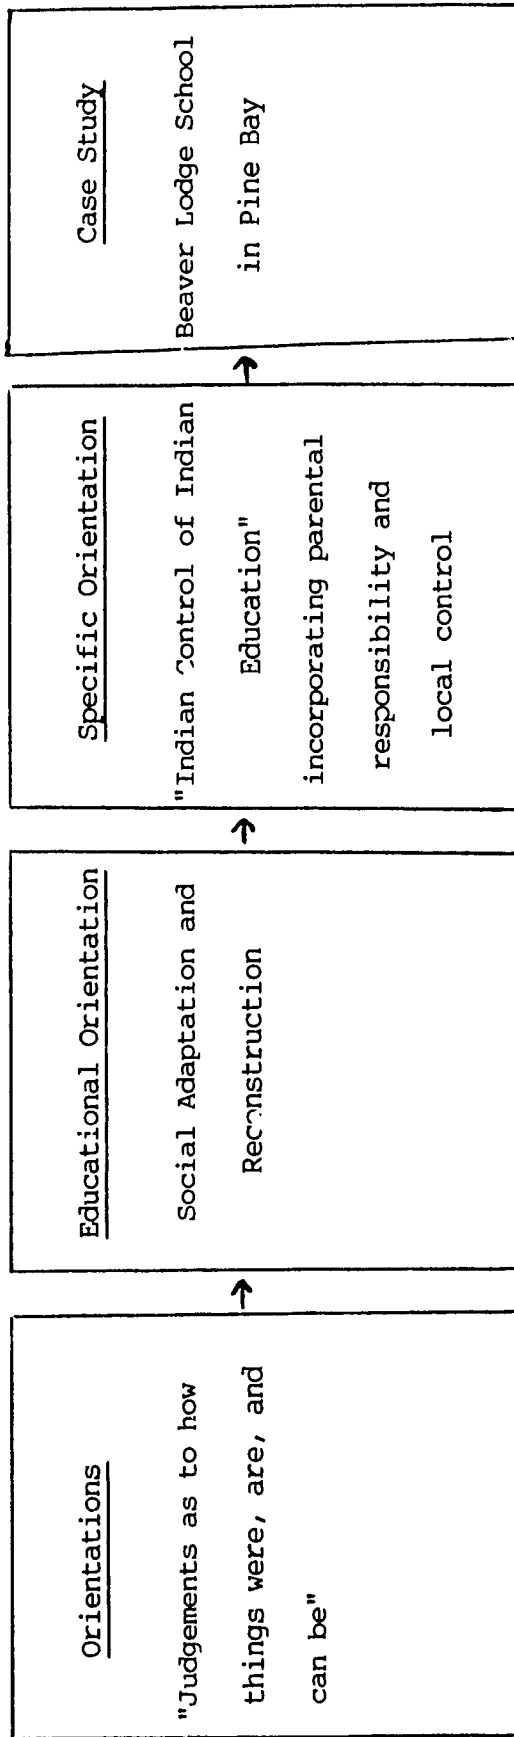 Orientations
"Judgements as to how
things were, are, and
can be"
→
Educational Orientation
Social Adaptation and
Reconstruction
→
Specific Orientation
"Indian Control of Indian
Education"
incorporating parental
responsibility and
local control
→
Case Study
Beaver Lodge School
in Pine Bay